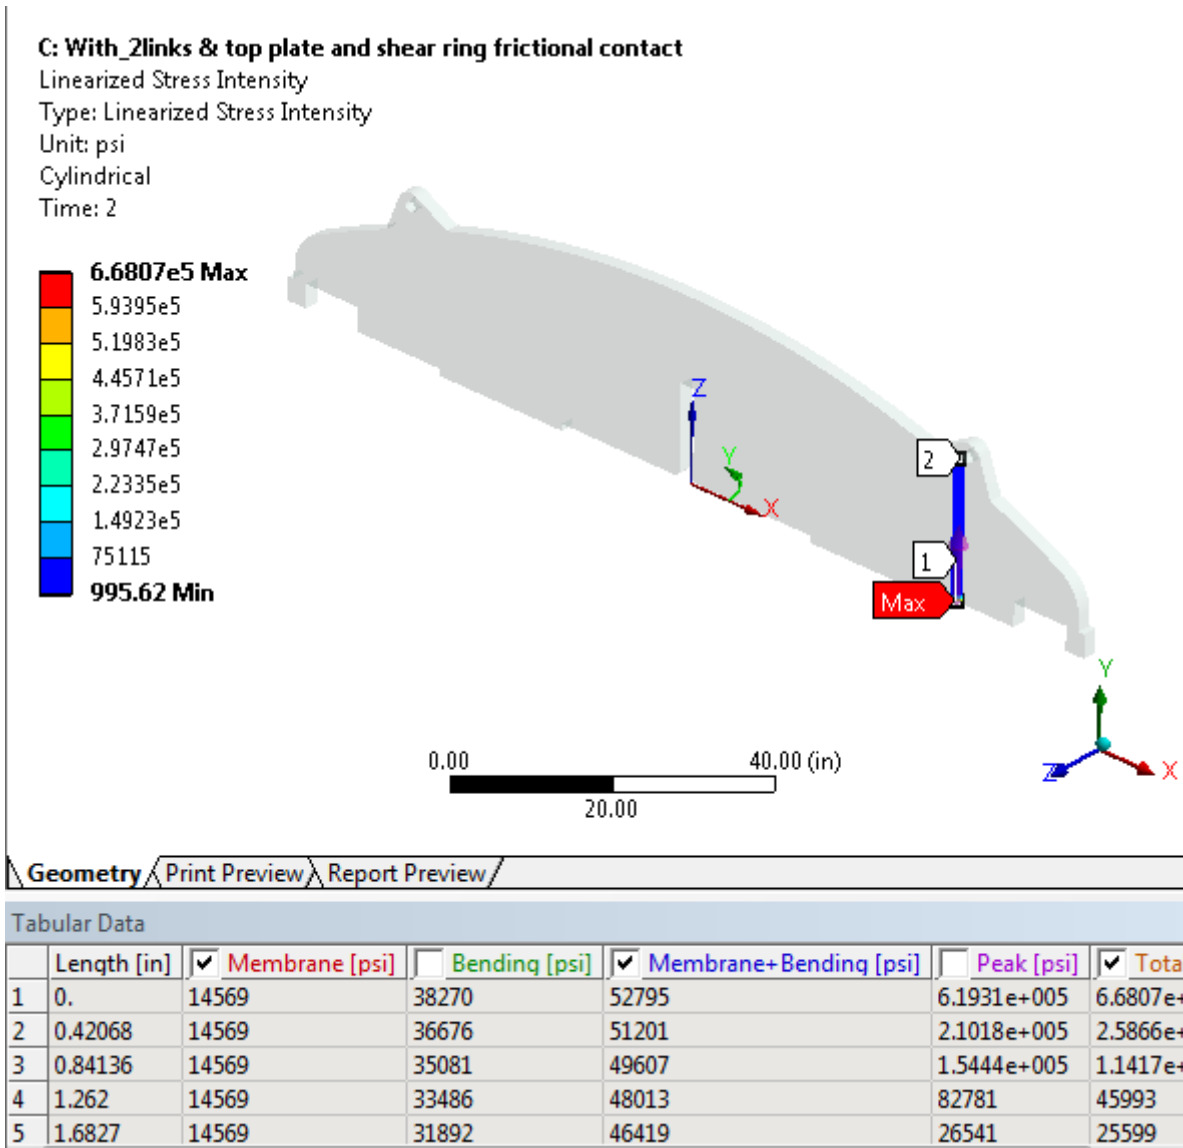 C: With_2links & top plate and shear ring frictional contact
Linearized Stress Intensity
Type: Linearized Stress Intensity
Unit: psi
Cylindrical
Time: 2
6.6807e5 Max
5.9395e5
5.1983e5
4.4571e5
3.7159e5
2.9747e5
2.2335e5
1.4923e5
75115
995.62 Min
Z
Y
X
2
1
Max
Y
Z
X
0.00 40.00 (in)
20.00
Geometry Print Preview Report Preview
Tabular Data
Length [in] Membrane [psi] Bending [psi] Membrane+Bending [psi] Peak [psi] Tota
1 0. 14569 38270 52795 6.1931e+005 6.6807e+
2 0.42068 14569 36676 51201 2.1018e+005 2.5866e+
3 0.84136 14569 35081 49607 1.5444e+005 1.1417e+
4 1.262 14569 33486 48013 82781 45993
5 1.6827 14569 31892 46419 26541 25599